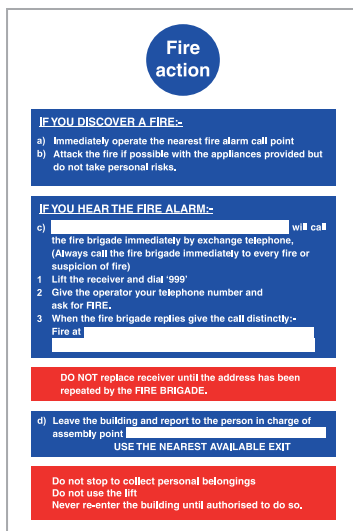 Fire
action
IF YOU DISCOVER A FIRE:-
a) Immediately operate the nearest fire alarm call point
b) Attack the fire if possible with the appliances provided but
do not take personal risks.
IF YOU HEAR THE FIRE ALARM:-
c) will call
the fire brigade immediately by exchange telephone,
(Always call the fire brigade immediately to every fire or
suspicion of fire)
1 Lift the receiver and dial ‘999’
2 Give the operator your telephone number and
ask for FIRE.
3 When the fire brigade replies give the call distinctly:-
Fire at
DO NOT replace receiver until the address has been
repeated by the FIRE BRIGADE.
d) Leave the building and report to the person in charge of
assembly point
USE THE NEAREST AVAILABLE EXIT
Do not stop to collect personal belongings
Do not use the lift
Never re-enter the building until authorised to do so.